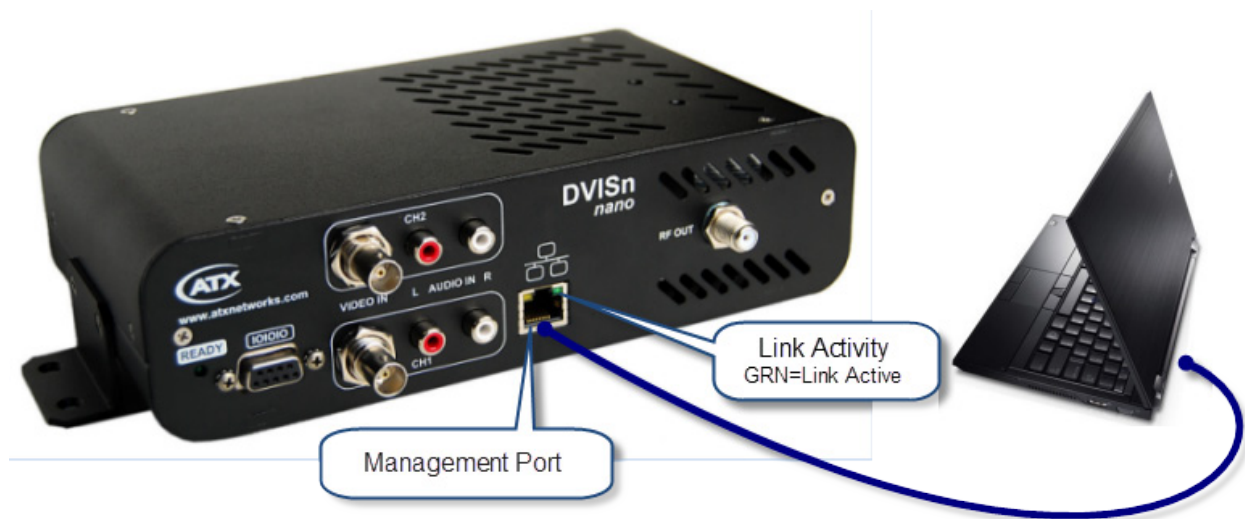 DVISn
nano
CH2
RF OUT
ATX
www.atxnetworks.com
VIDEO IN
L AUDIO IN R
READY
IOIOIO
CH1
Link Activity
GRN=Link Active
Management Port